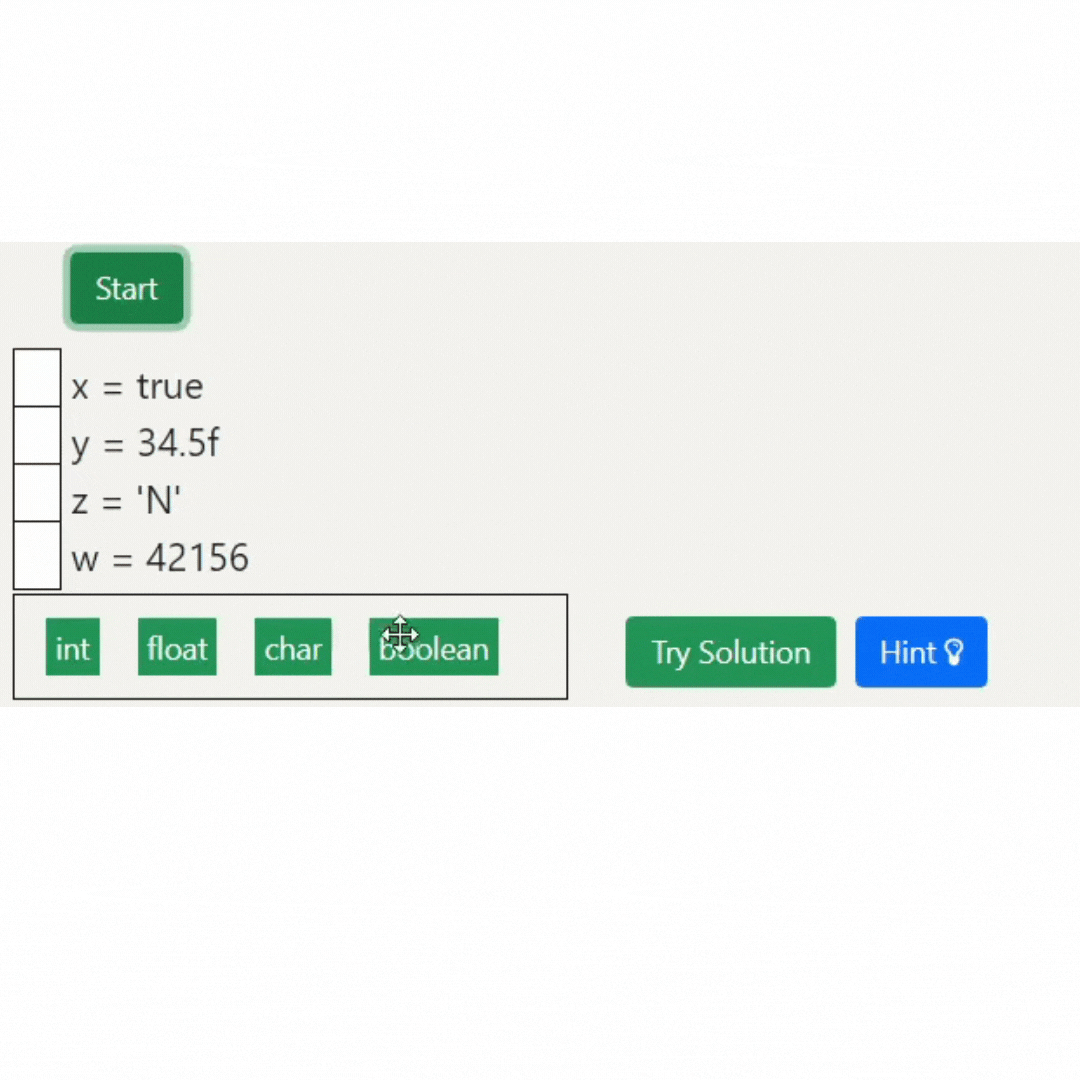 Start
x = true
y = 34.5f
z = 'N'
w = 42156
int float char boolean Try Solution Hint